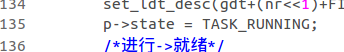 134 set_ldt_desc(gdt+(nr<<1)+FI
135 p->state = TASK_RUNNING;
136 /*进行->就绪*/